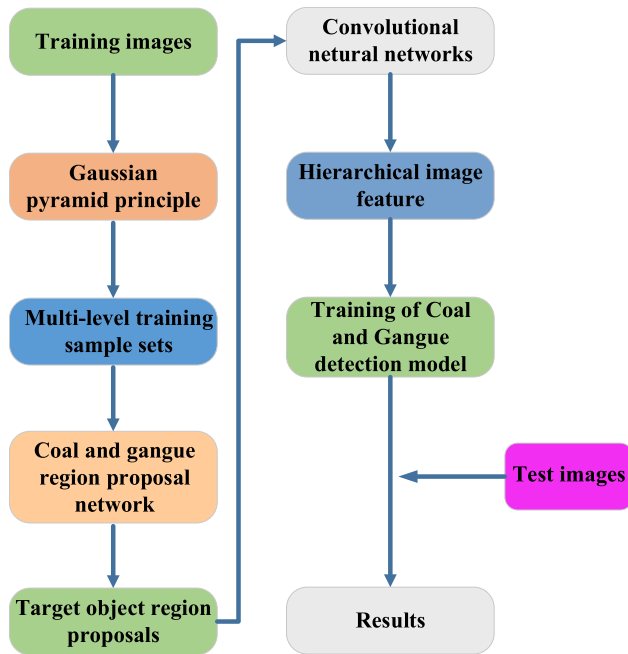 Training images
Gaussian
pyramid principle
Multi-level training
sample sets
Coal and gangue
region proposal
network
Target object region
proposals
Convolutional
netural networks
Hierarchical image
feature
Training of Coal
and Gangue
detection model
Test images
Results